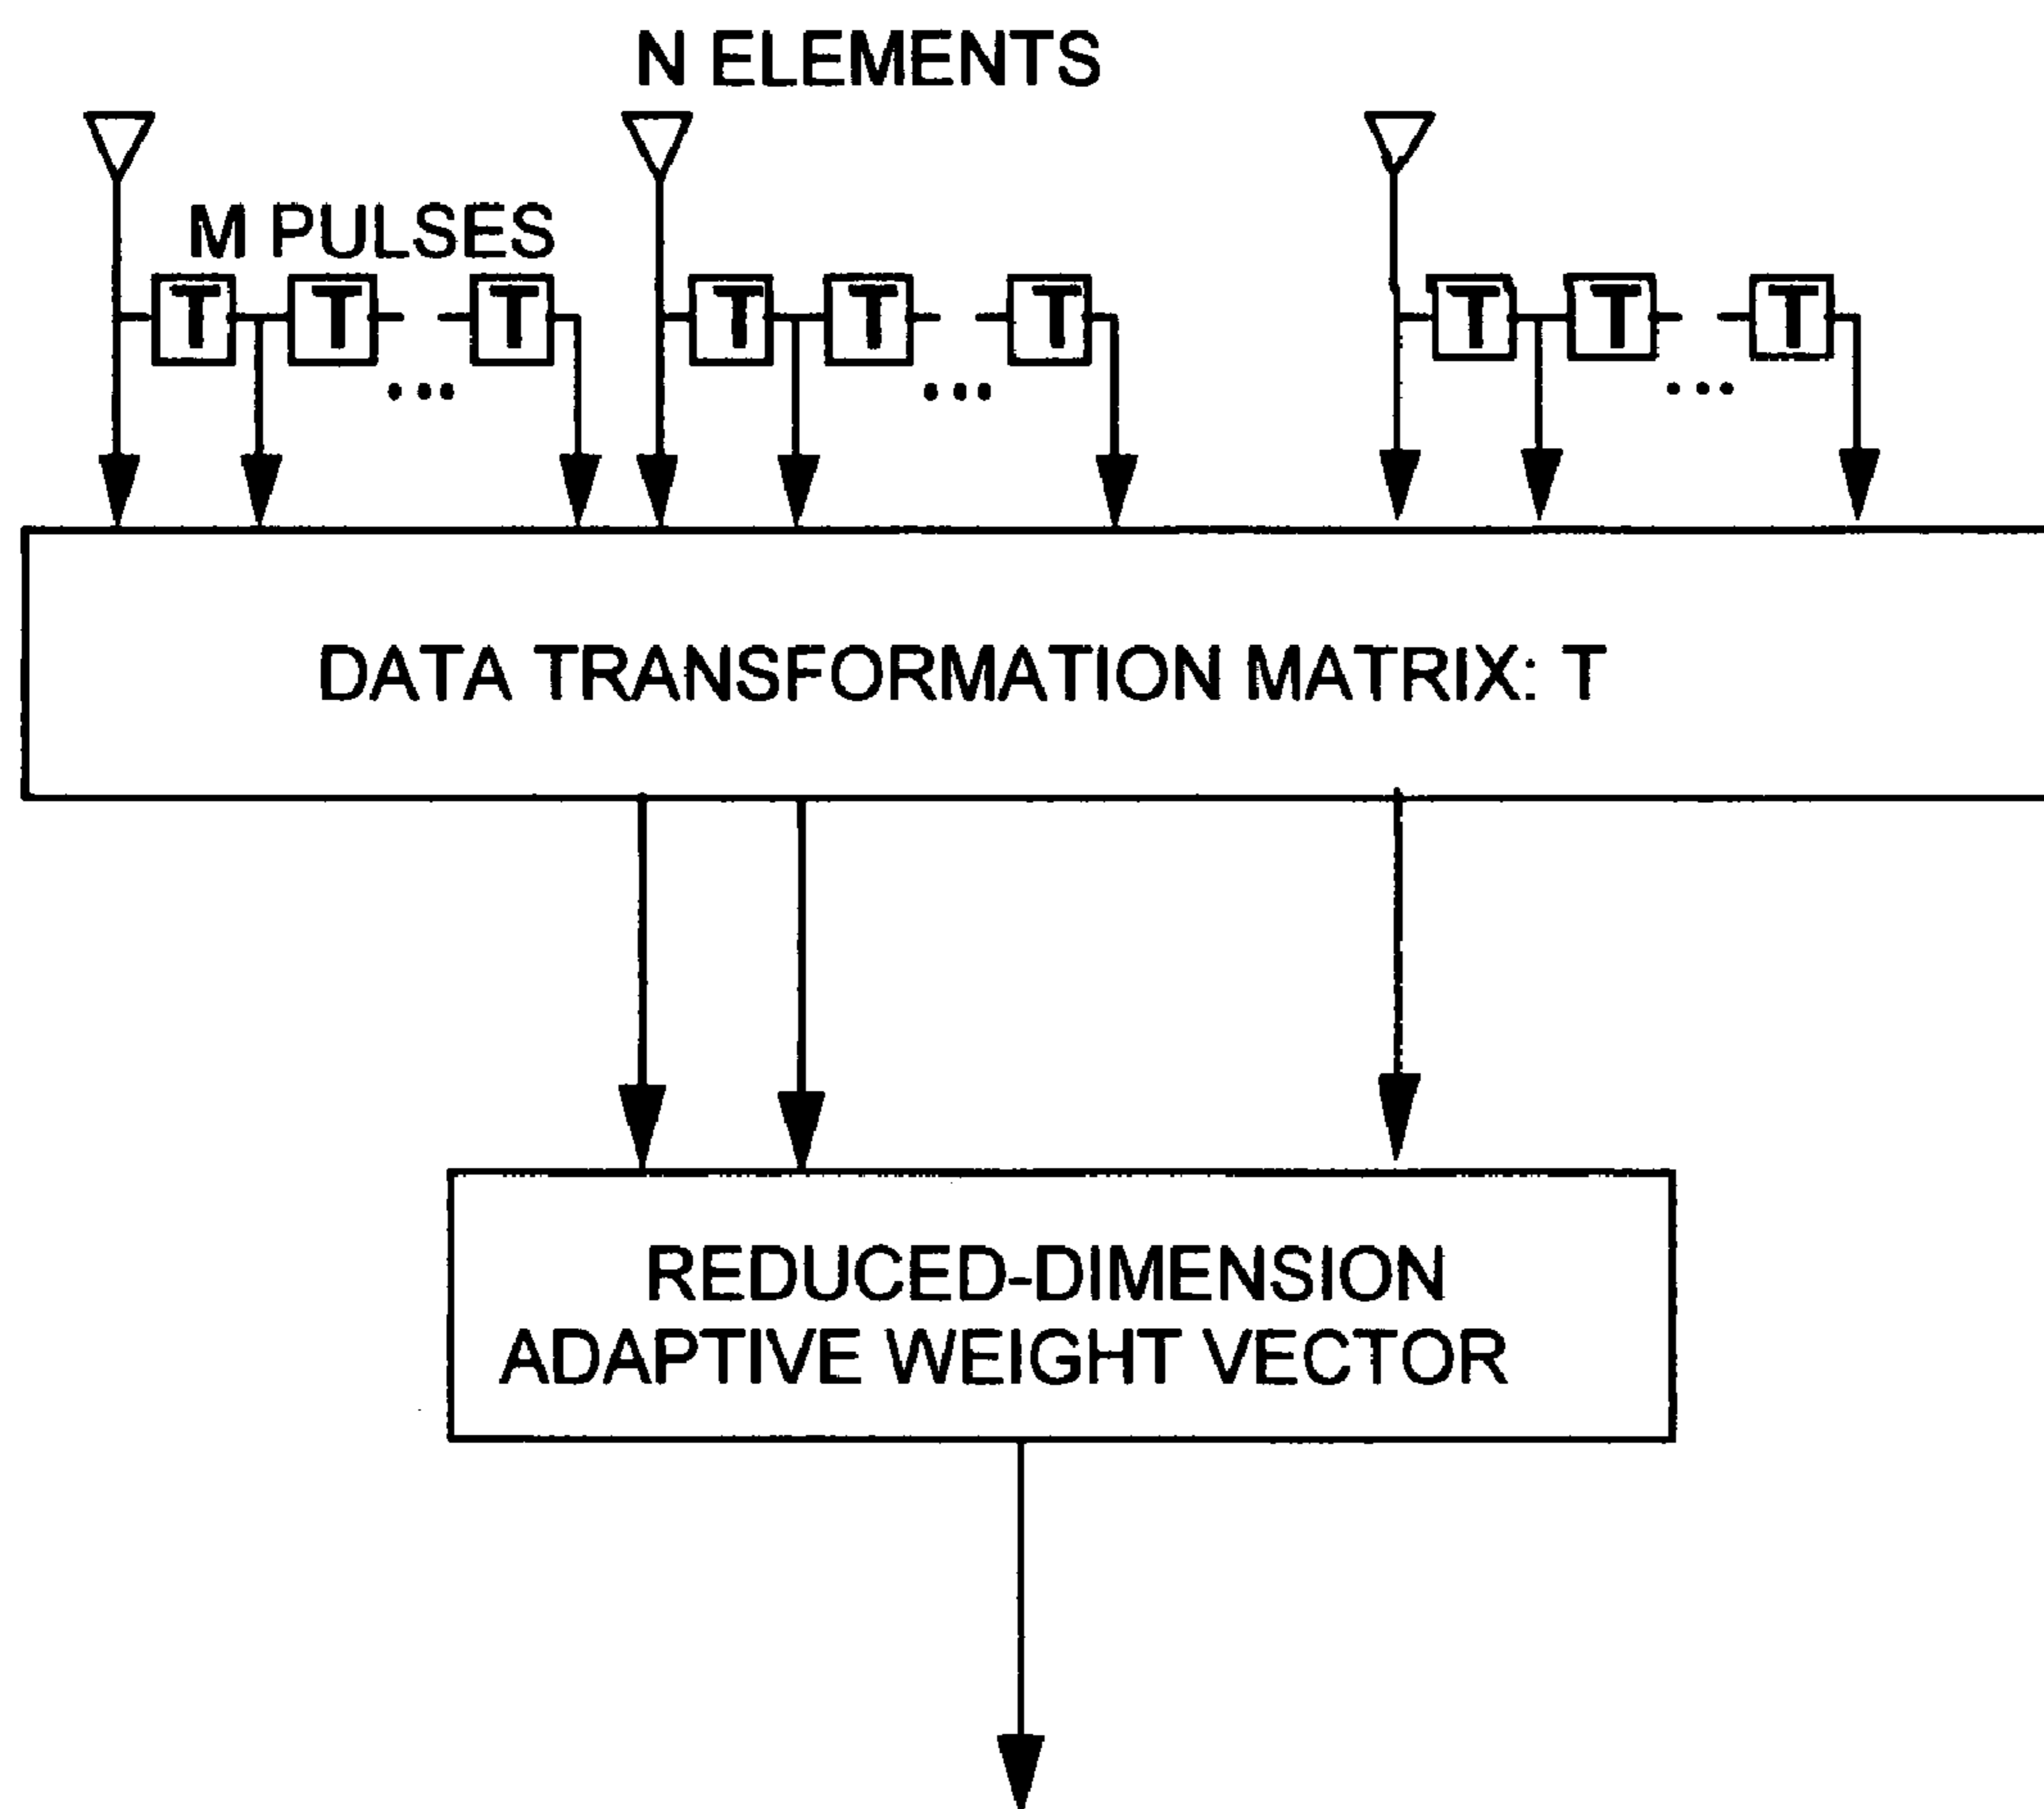 N ELEMENTS
M PULSES
T T T T T T T T T
... ... ...
DATA TRANSFORMATION MATRIX: T
REDUCED-DIMENSION
ADAPTIVE WEIGHT VECTOR